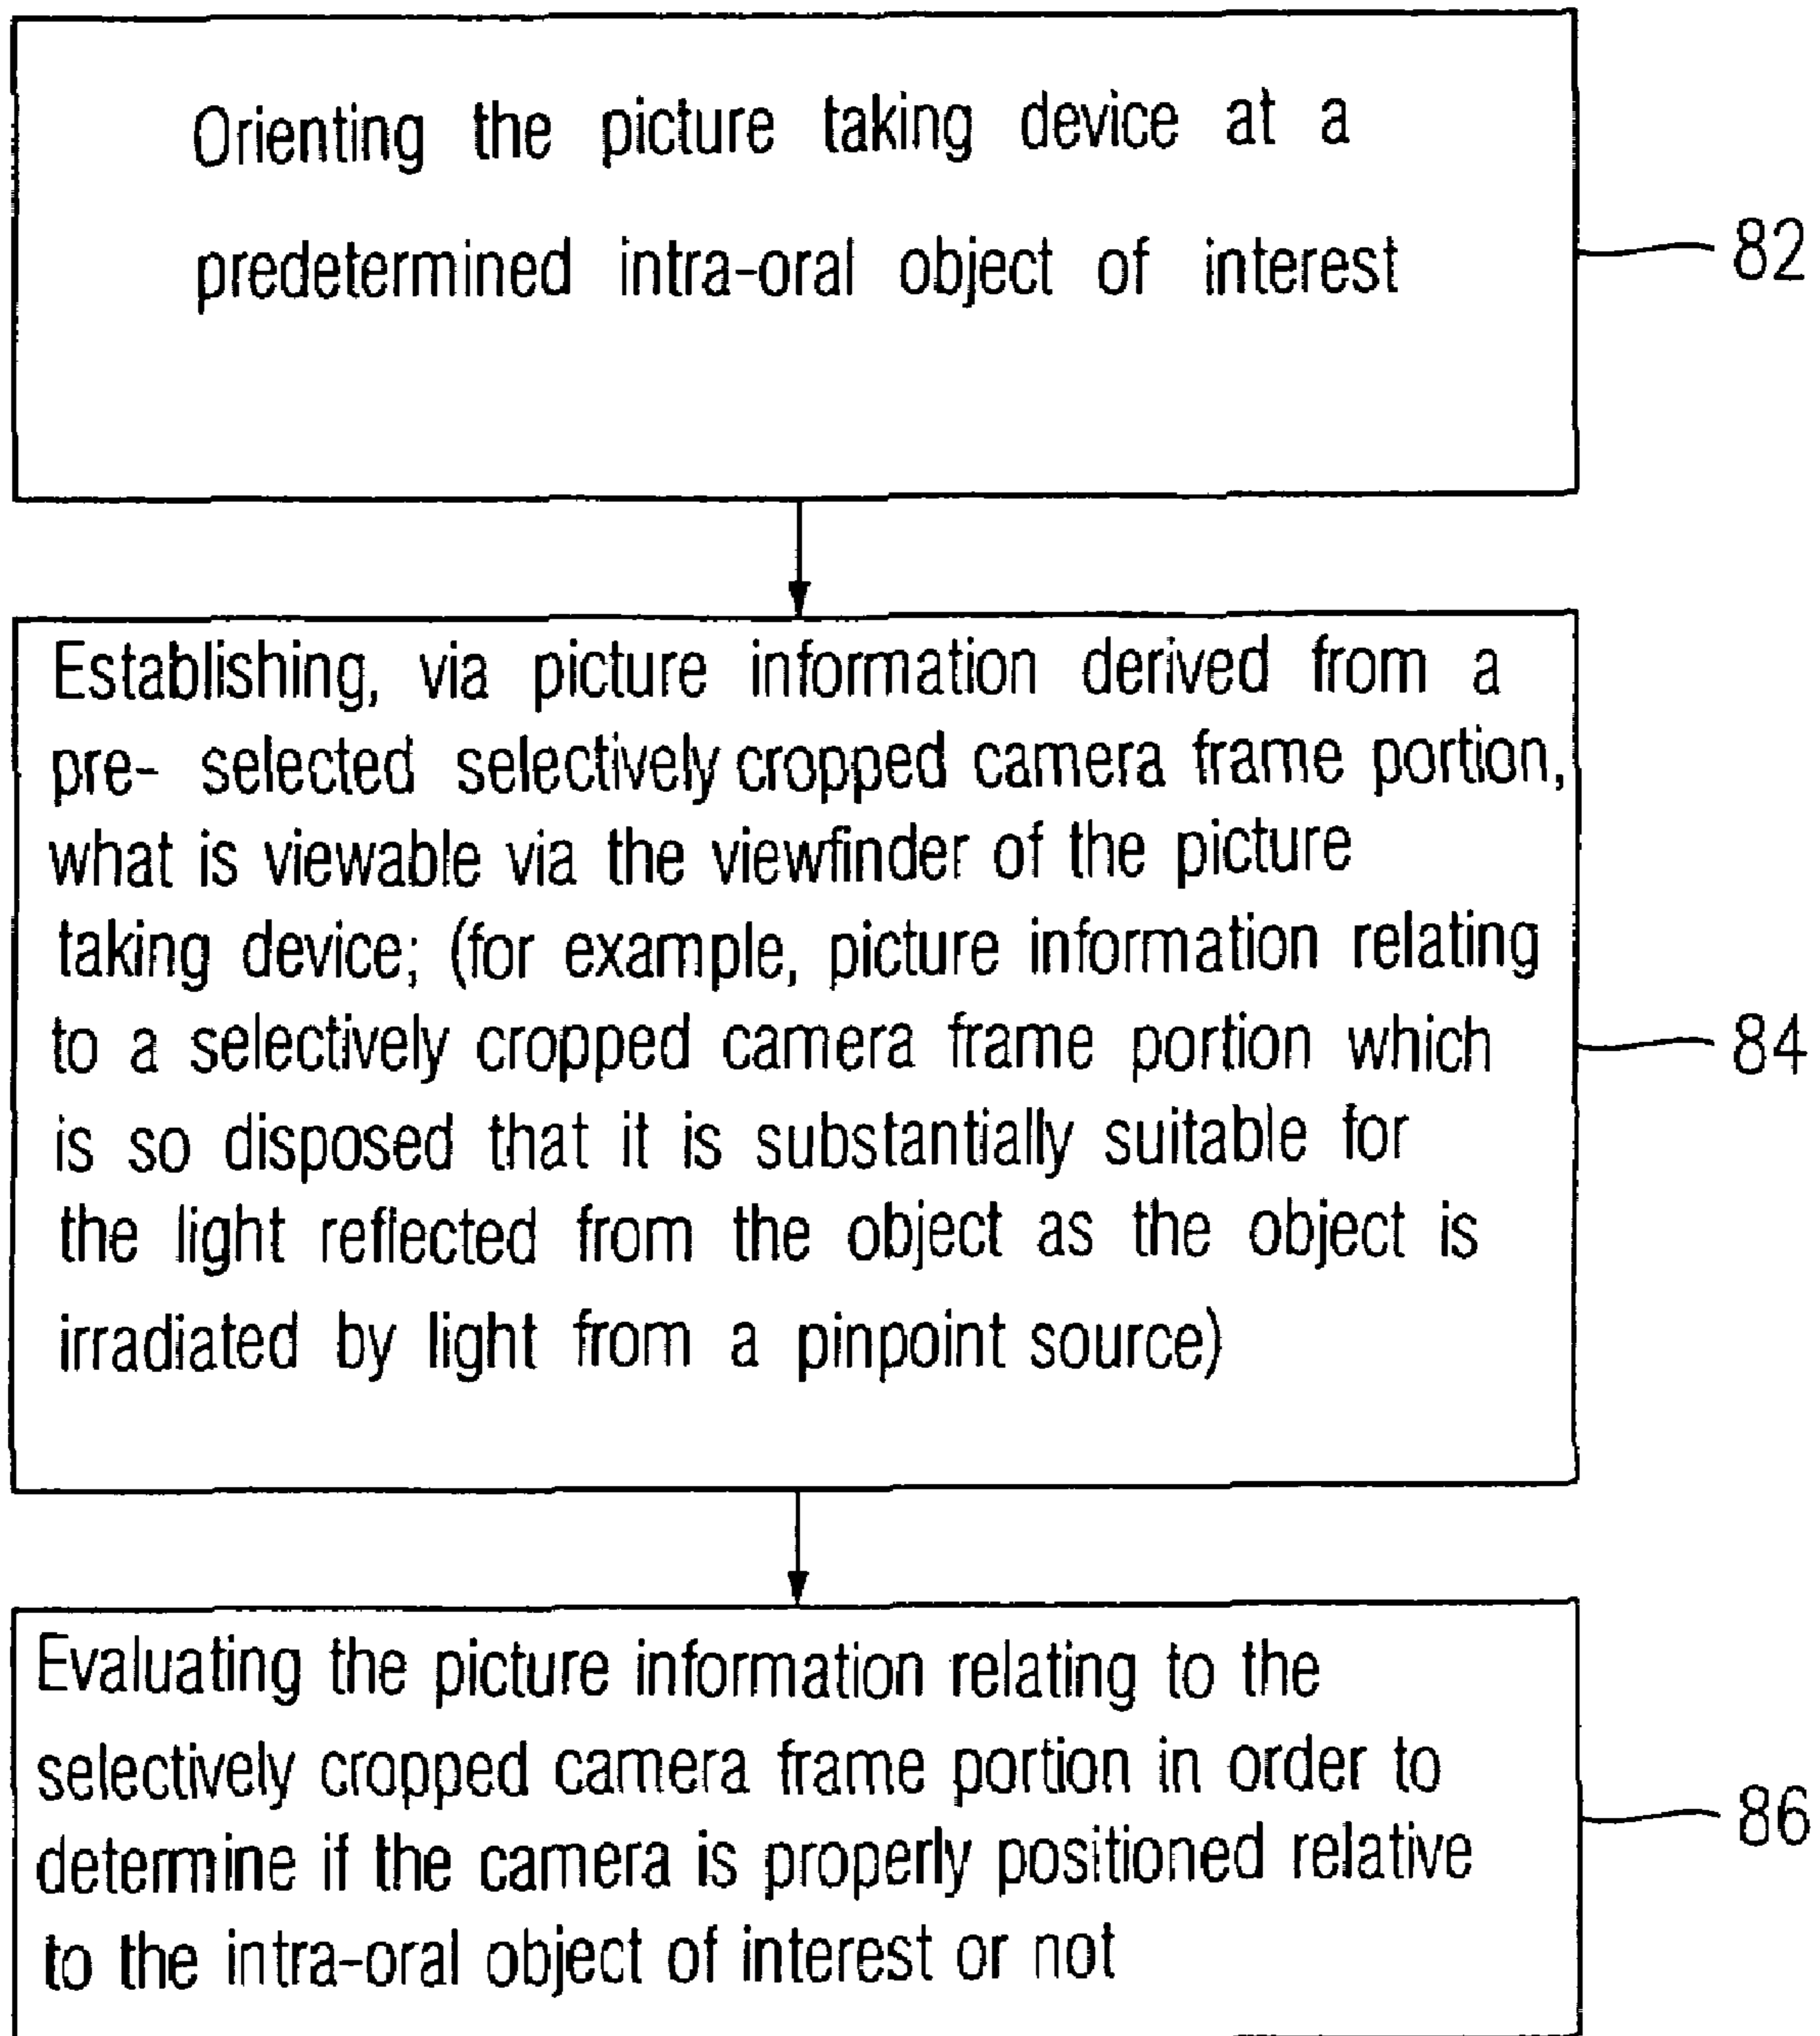 Orienting the picture taking device at a
predetermined intra-oral object of interest
82
Establishing, via picture information derived from a
pre- selected selectively cropped camera frame portion,
what is viewable via the viewfinder of the picture
taking device; (for example, picture information relating
to a selectively cropped camera frame portion which
is so disposed that it is substantially suitable for
the light reflected from the object as the object is
irradiated by light from a pinpoint source)
84
Evaluating the picture information relating to the
selectively cropped camera frame portion in order to
determine if the camera is properly positioned relative
to the intra-oral object of interest or not
86